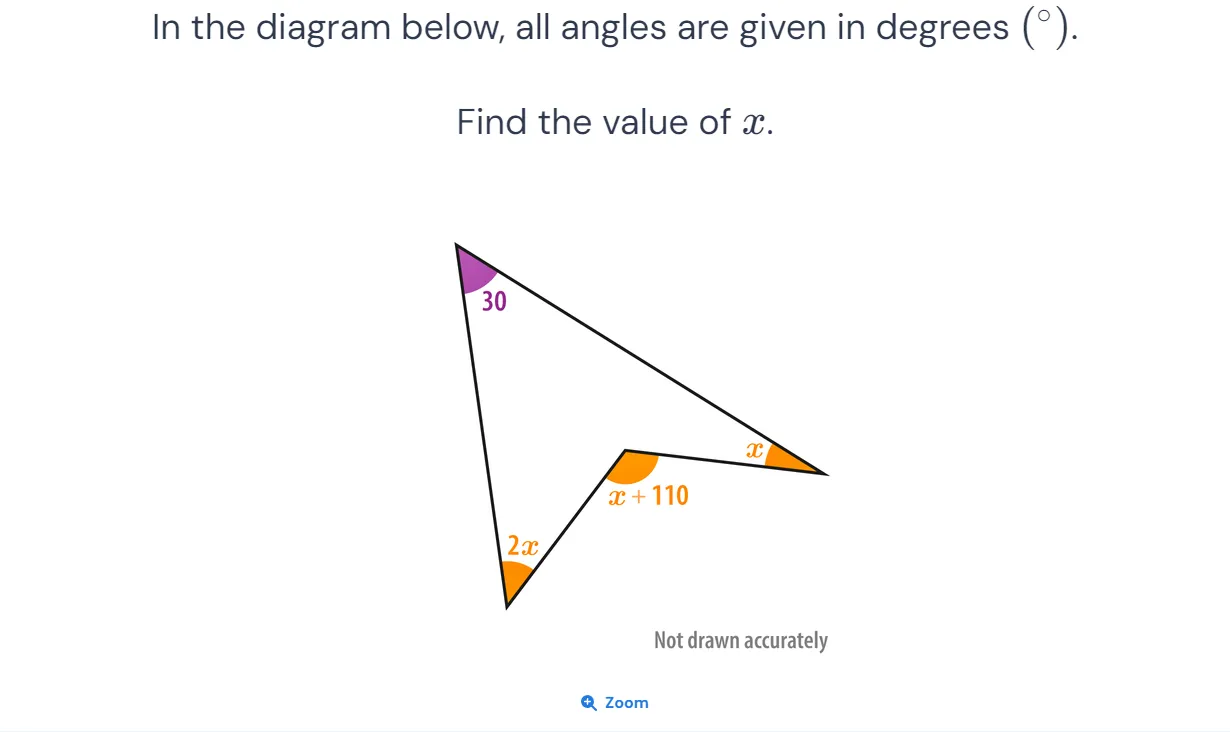 In the diagram below, all angles are given in degrees (°).
Find the value of x.
30
x
x + 110
2x
Not drawn accurately
Zoom